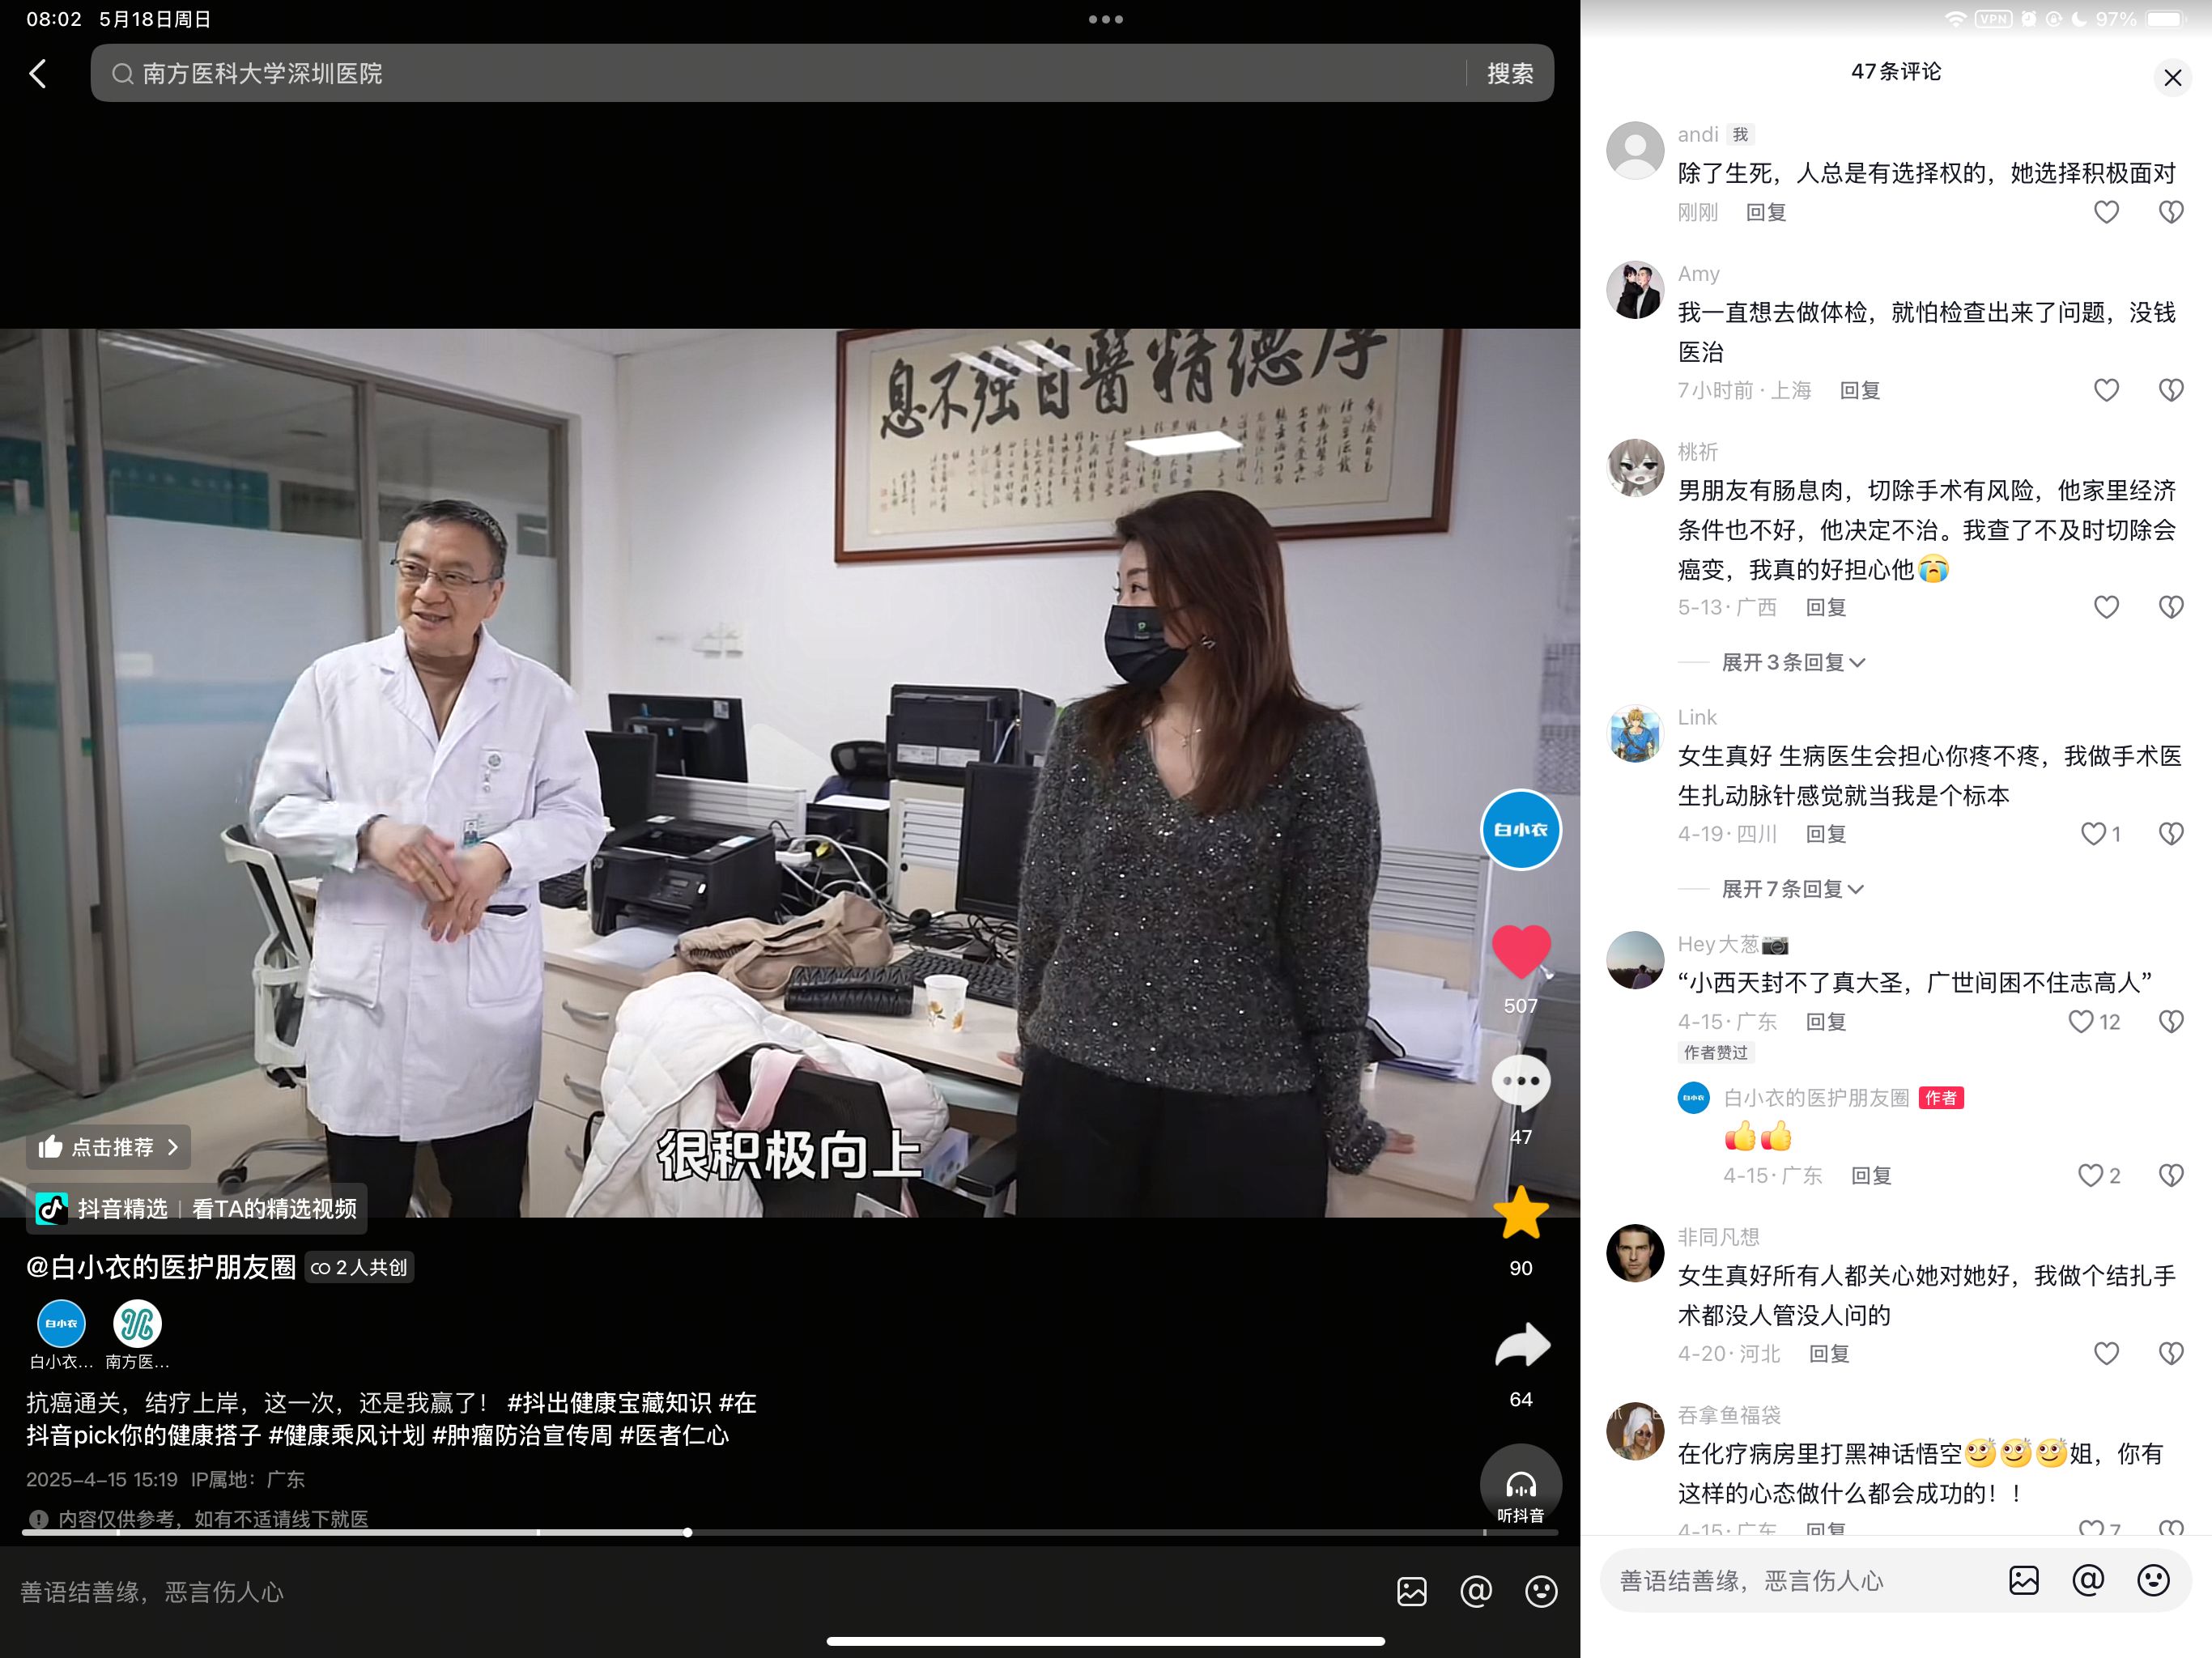 08:02 5月18日周日
VPN 97%
南方医科大学深圳医院
搜索
息不强自醫精德厚
很积极向上
点击推荐
抖音精选 | 看TA的精选视频
@白小衣的医护朋友圈 2人共创
白小衣 
白小衣... 南方医...
抗癌通关，结疗上岸，这一次，还是我赢了！ #抖出健康宝藏知识 #在
抖音pick你的健康搭子 #健康乘风计划 #肿瘤防治宣传周 #医者仁心
2025-4-15 15:19 IP属地：广东
内容仅供参考，如有不适请线下就医
善语结善缘，恶言伤人心
白小衣
507
47
90
64
听抖音
47条评论
andi 我
除了生死，人总是有选择权的，她选择积极面对
刚刚 回复
Amy
我一直想去做体检，就怕检查出来了问题，没钱
医治
7小时前 · 上海 回复
桃祈
男朋友有肠息肉，切除手术有风险，他家里经济
条件也不好，他决定不治。我查了不及时切除会
癌变，我真的好担心他😭
5-13 · 广西 回复
展开3条回复
Link
女生真好 生病医生会担心你疼不疼，我做手术医
生扎动脉针感觉就当我是个标本
4-19 · 四川 回复 1
展开7条回复
Hey大葱📷
“小西天封不了真大圣，广世间困不住志高人”
4-15 · 广东 回复 12
作者赞过
白小衣
白小衣的医护朋友圈 作者
👍👍
4-15 · 广东 回复 2
非同凡想
女生真好所有人都关心她对她好，我做个结扎手
术都没人管没人问的
4-20 · 河北 回复
吞拿鱼福袋
在化疗病房里打黑神话悟空🙄🙄🙄姐，你有
这样的心态做什么都会成功的！！
4-15 · 广东 回复 7
善语结善缘，恶言伤人心